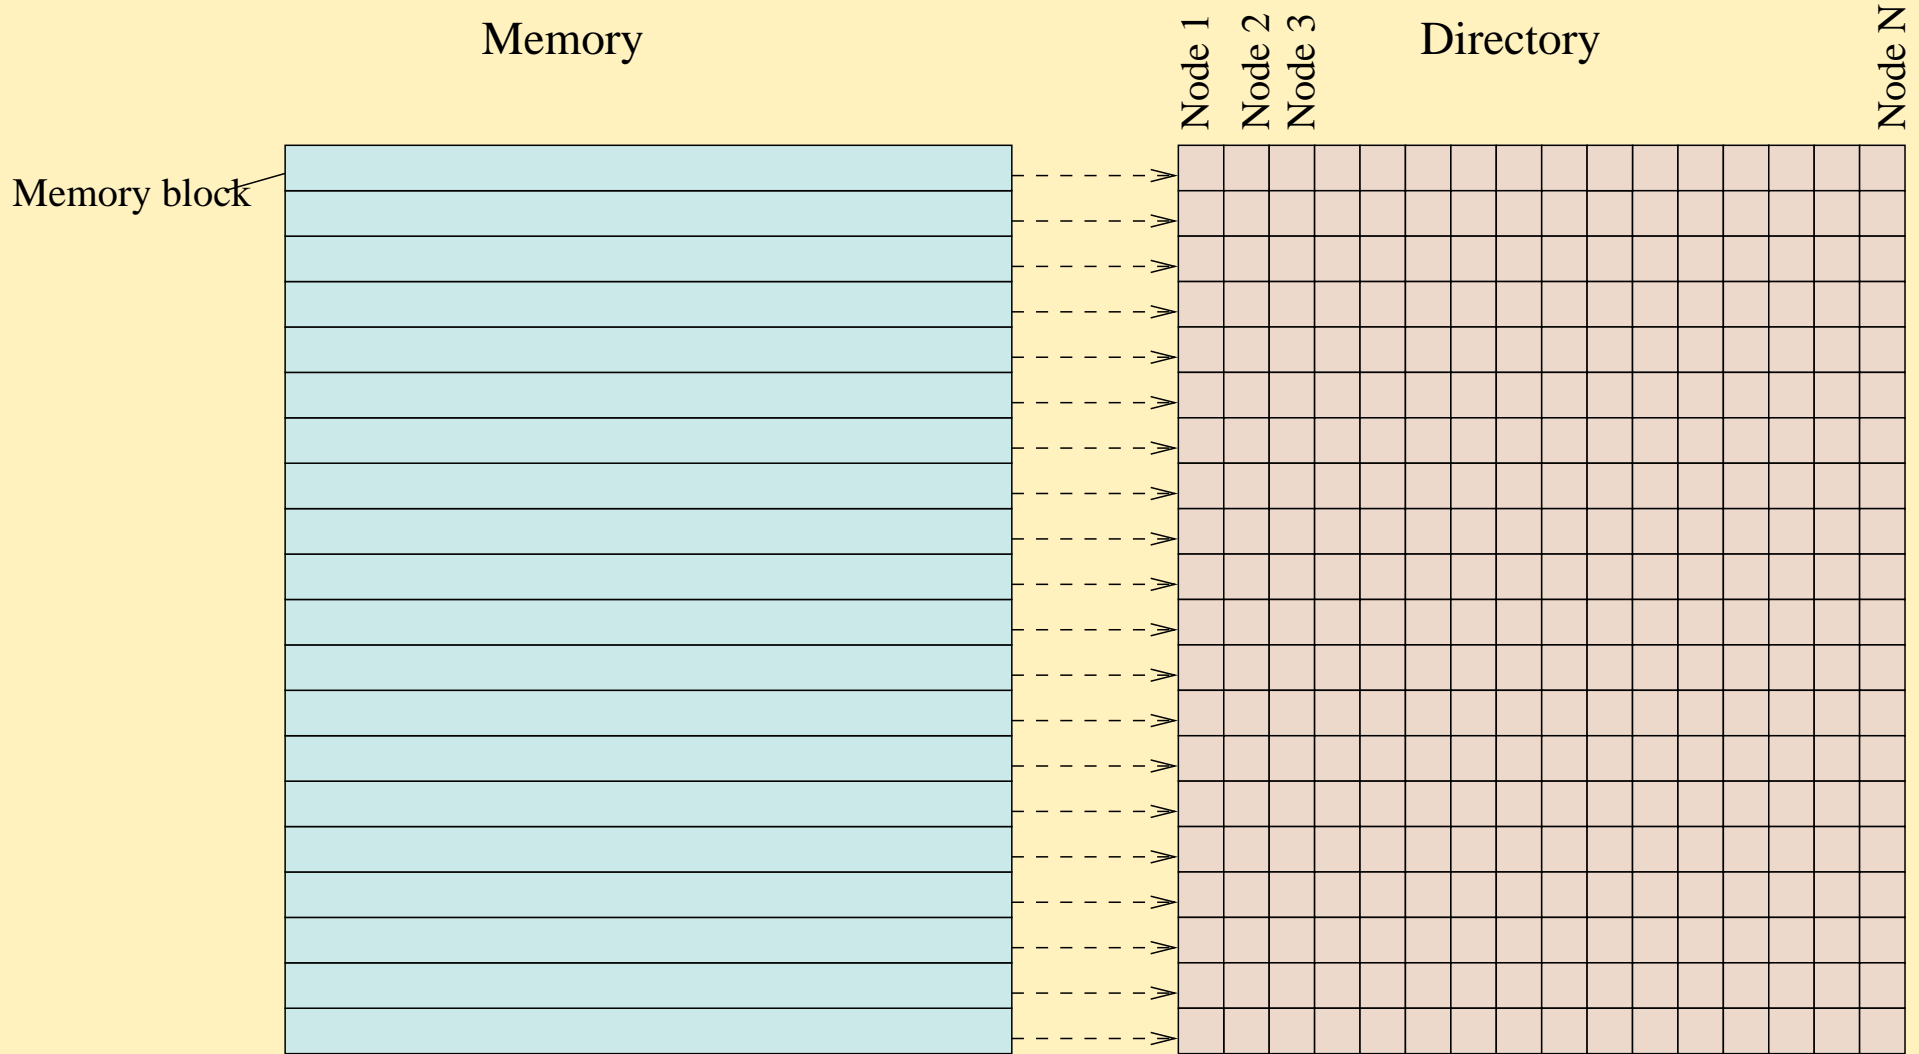 Memory
Node 1
Node 2
Node 3
Directory
Node N
Memory block